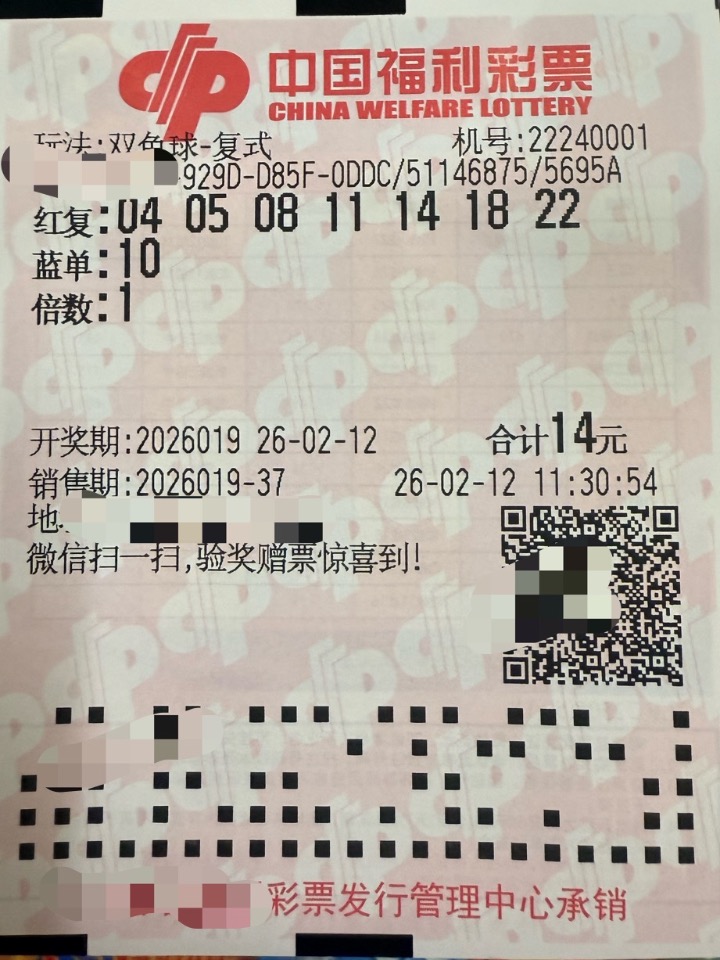 中国福利彩票
CHINA WELFARE LOTTERY
玩法:双色球-复式 机号:22240001
-929D-D85F-0DDC/51146875/5695A
红复:04 05 08 11 14 18 22
蓝单:10
倍数:1
开奖期:2026019 26-02-12 合计14元
销售期:2026019-37 26-02-12 11:30:54
地
微信扫一扫,验奖赠票惊喜到!
彩票发行管理中心承销